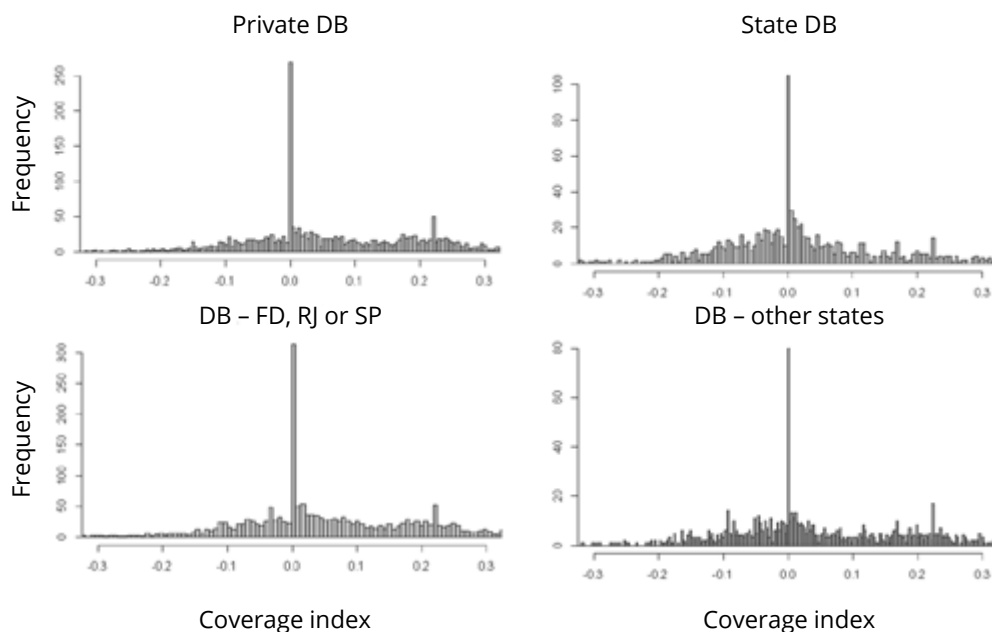 Private DB
State DB
Frequency
250
200
150
100
50
0
-0.3 -0.2 -0.1 0.0 0.1 0.2 0.3
100
80
60
40
20
0
-0.3 -0.2 -0.1 0.0 0.1 0.2 0.3
DB – FD, RJ or SP
DB – other states
Frequency
300
250
200
150
100
50
0
-0.3 -0.2 -0.1 0.0 0.1 0.2 0.3
80
60
40
20
0
-0.3 -0.2 -0.1 0.0 0.1 0.2 0.3
Coverage index
Coverage index